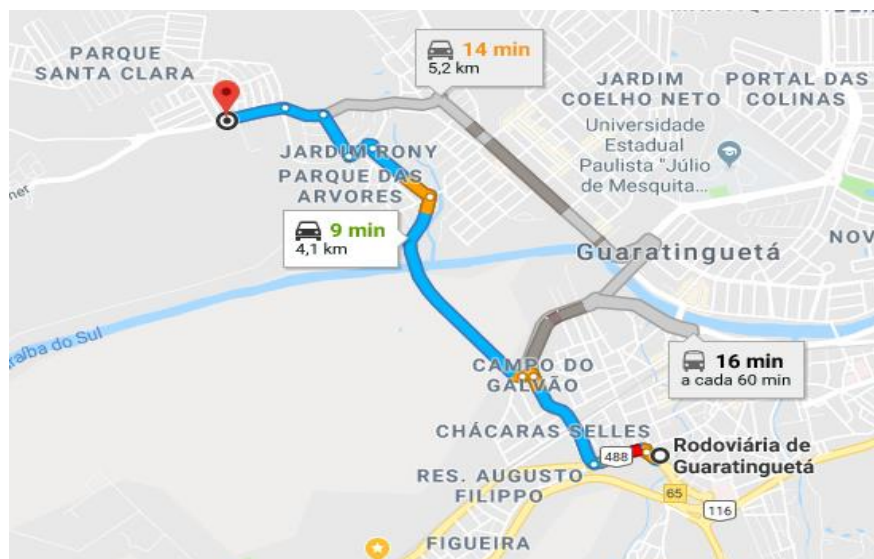 PARQUE
SANTA CLARA
14 min
5,2 km
JARDIM
COELHO NETO
PORTAL DAS
COLINAS
Universidade
Estadual
Paulista "Júlio
de Mesquita...
JARDIM RONY
PARQUE DAS
ARVORES
9 min
4,1 km
Guaratinguetá
NOV
araíba do Sul
16 min
a cada 60 min
CAMPO DO
GALVÃO
CHÁCARAS SELLES
488
Rodoviária de
Guaratinguetá
RES. AUGUSTO
FILIPPO
65
116
FIGUEIRA